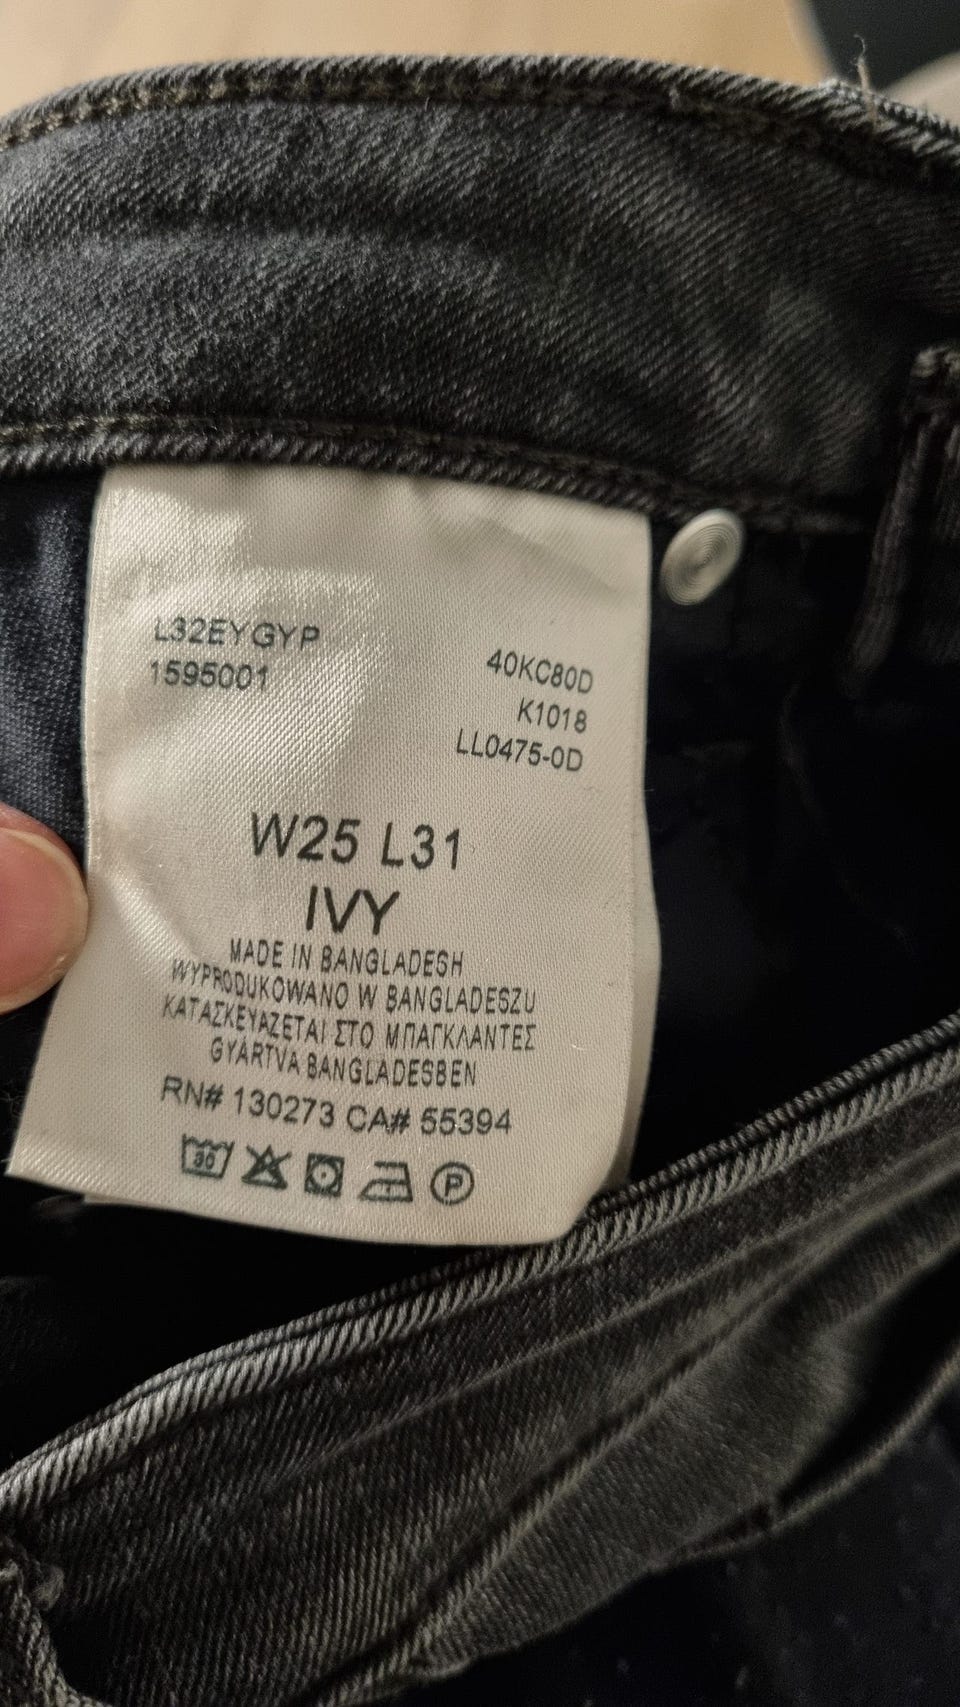 L32EYGYP
1595001
40KC80D
K1018
LL0475-0D
W25 L31
IVY
MADE IN BANGLADESH
WYPRODUKOWANO W BANGLADESZU
ΚΑΤΑΣΚΕΥΑΖΕΤΑΙ ΣΤΟ ΜΠΑΓΚΛΑΝΤΕΣ
GYÁRTVA BANGLADESBEN
RN# 130273 CA# 55394
30
P